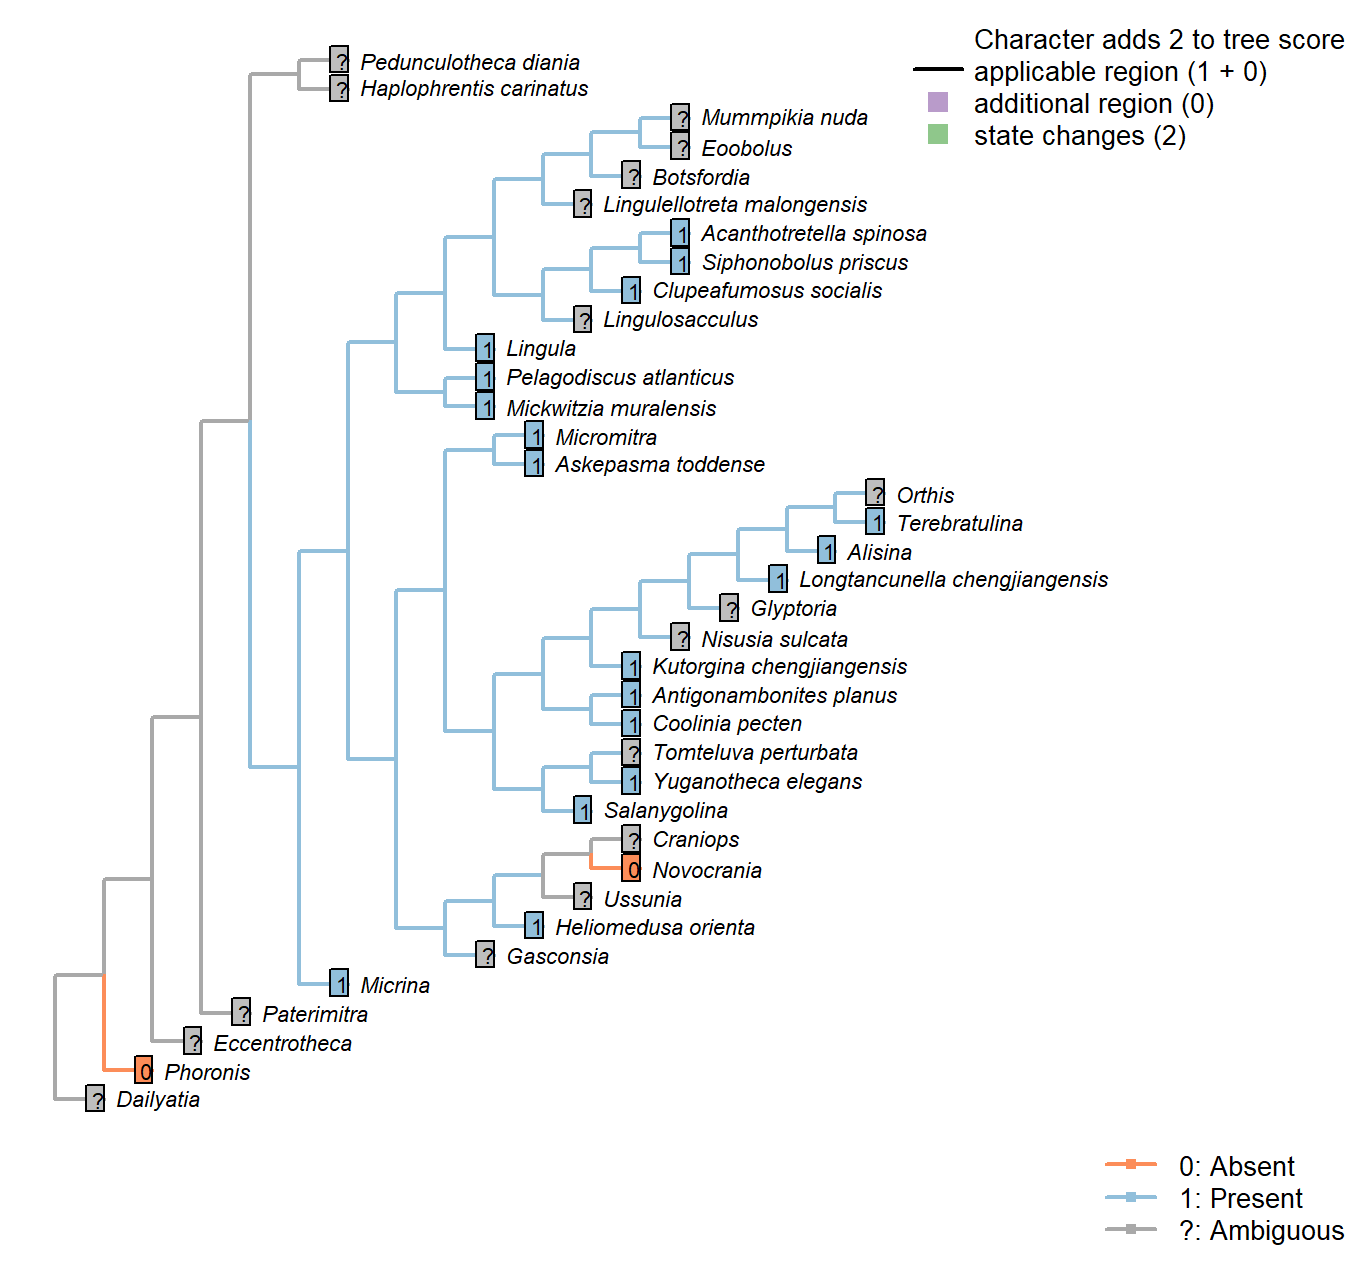 Character adds 2 to tree score
applicable region (1 + 0)
additional region (0)
state changes (2)
? Pedunculotheca diania
? Haplophrentis carinatus
? Mummpikia nuda
? Eoobolus
? Botsfordia
? Lingulellotreta malongensis
1 Acanthotretella spinosa
1 Siphonobolus priscus
1 Clupeafumosus socialis
? Lingulosacculus
1 Lingula
1 Pelagodiscus atlanticus
1 Mickwitzia muralensis
1 Micromitra
1 Askepasma toddense
? Orthis
1 Terebratulina
1 Alisina
1 Longtancunella chengjiangensis
? Glyptoria
? Nisusia sulcata
1 Kutorgina chengjiangensis
1 Antigonambonites planus
1 Coolinia pecten
? Tomteluva perturbata
1 Yuganotheca elegans
1 Salanygolina
? Craniops
0 Novocrania
? Ussunia
1 Heliomedusa orienta
? Gasconsia
1 Micrina
? Paterimitra
? Eccentrotheca
0 Phoronis
? Dailyatia
0: Absent
1: Present
?: Ambiguous